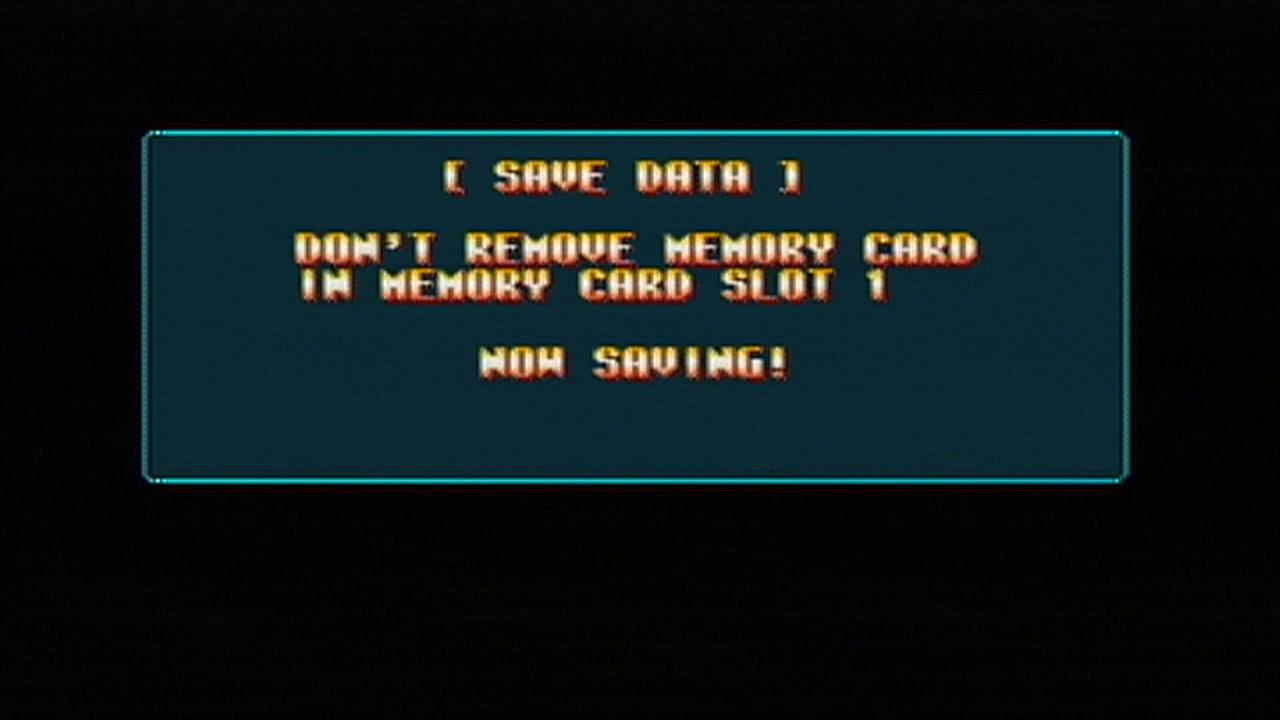 [ SAVE DATA ]
DON'T REMOVE MEMORY CARD
IN MEMORY CARD SLOT 1
NOW SAVING!